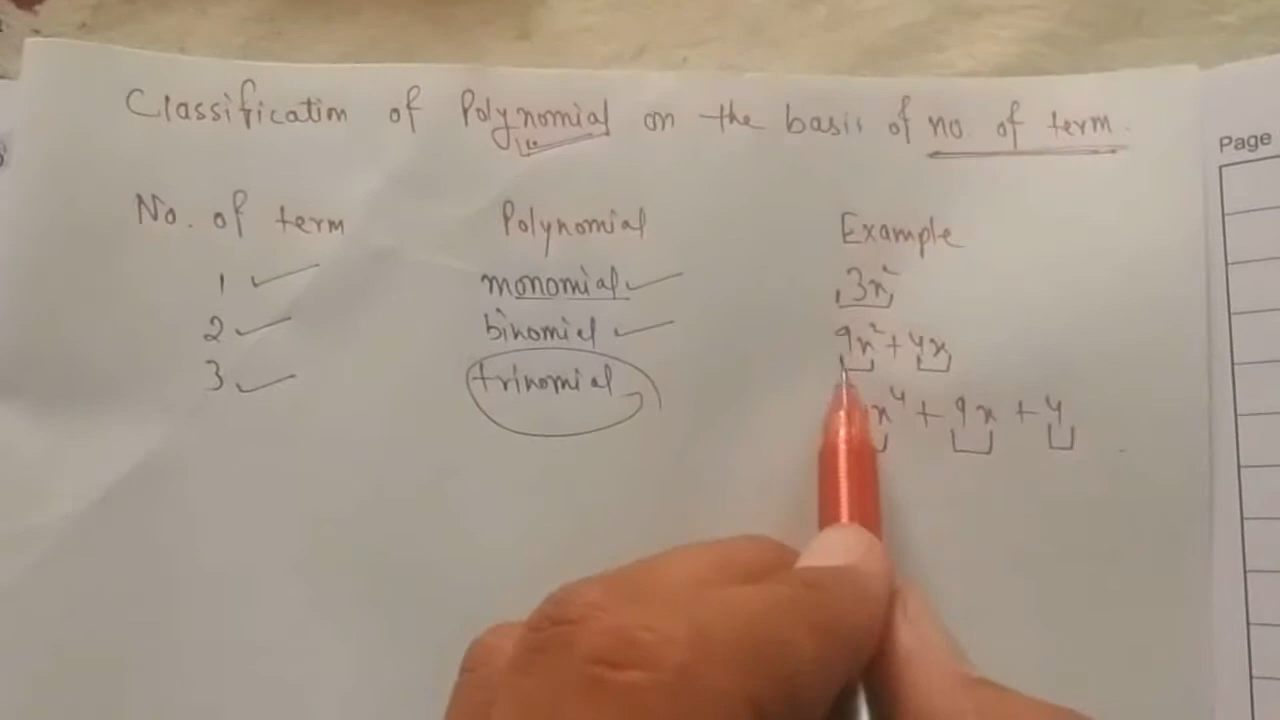 Classification of Polynomial on the basis of no. of term.
Page
No. of term Polynomial Example
1 monomial 3x²
2 binomial 9x² + 4x
3 trinomial x⁴ + 9x + 4